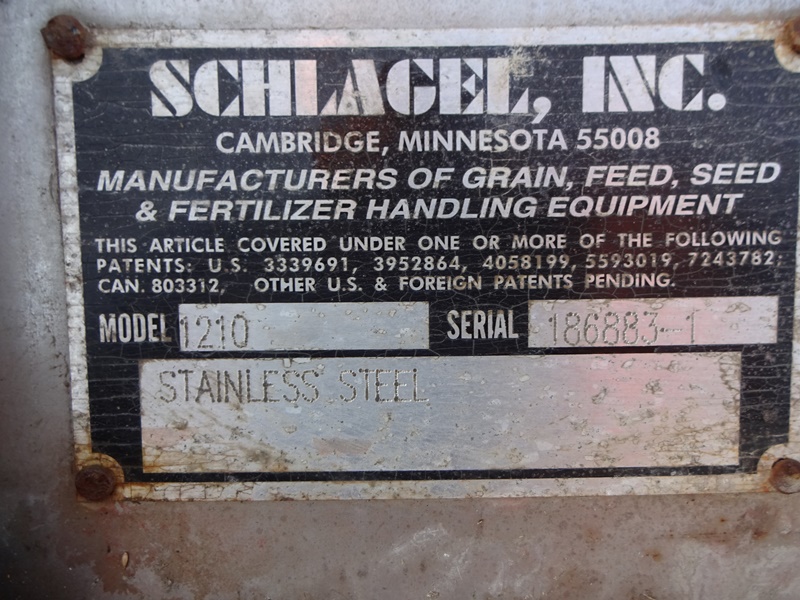 SCHLAGEL, INC.
CAMBRIDGE, MINNESOTA 55008
MANUFACTURERS OF GRAIN, FEED, SEED
& FERTILIZER HANDLING EQUIPMENT
THIS ARTICLE COVERED UNDER ONE OR MORE OF THE FOLLOWING
PATENTS: U.S. 3339691, 3952864, 4058199, 5593019, 7243782,
CAN. 803312, OTHER U.S. & FOREIGN PATENTS PENDING.
MODEL 1210 SERIAL 186883-1
STAINLESS STEEL